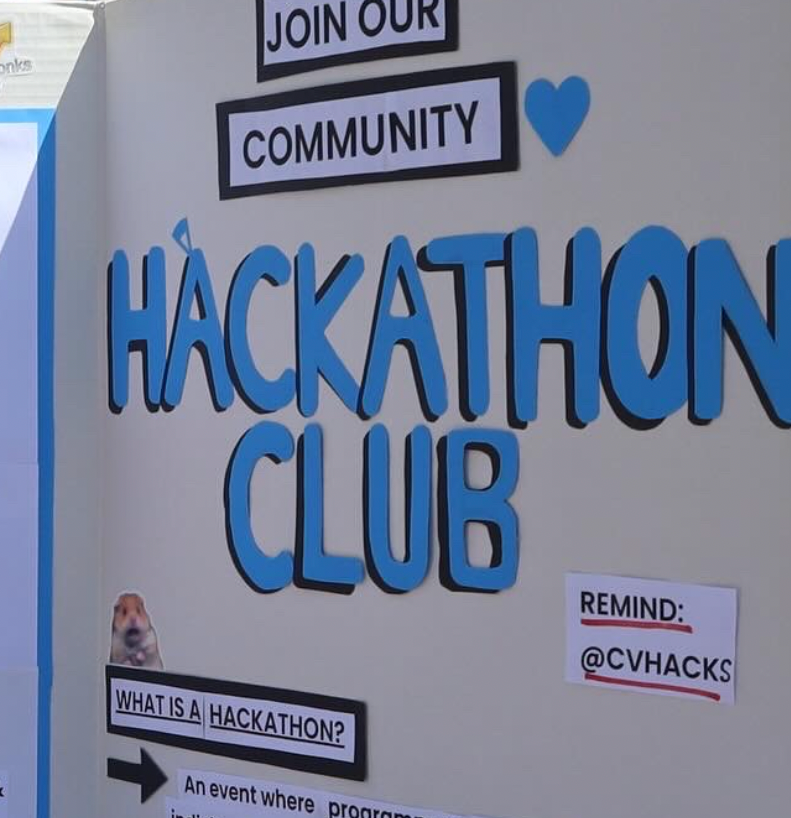 JOIN OUR
COMMUNITY
HACKATHON
CLUB
REMIND:
@CVHACKS
WHAT IS A HACKATHON?
An event where